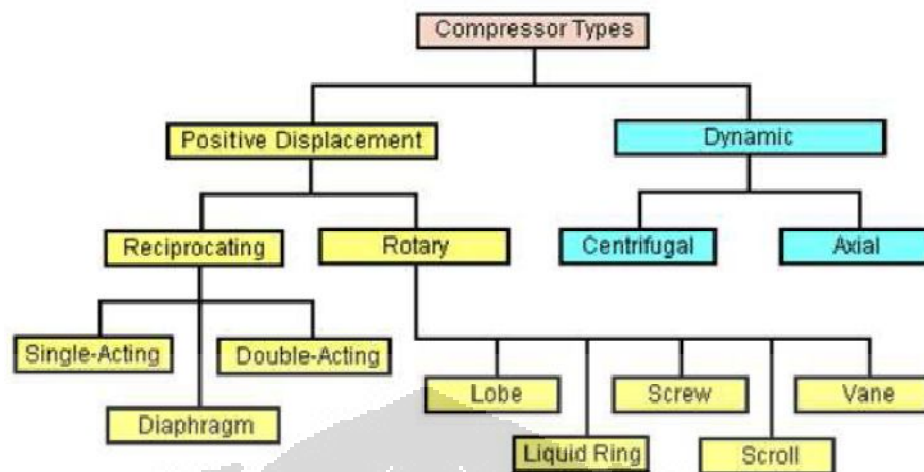 Compressor Types
Positive Displacement
Dynamic
Reciprocating
Rotary
Centrifugal
Axial
Single-Acting
Double-Acting
Diaphragm
Lobe
Screw
Vane
Liquid Ring
Scroll